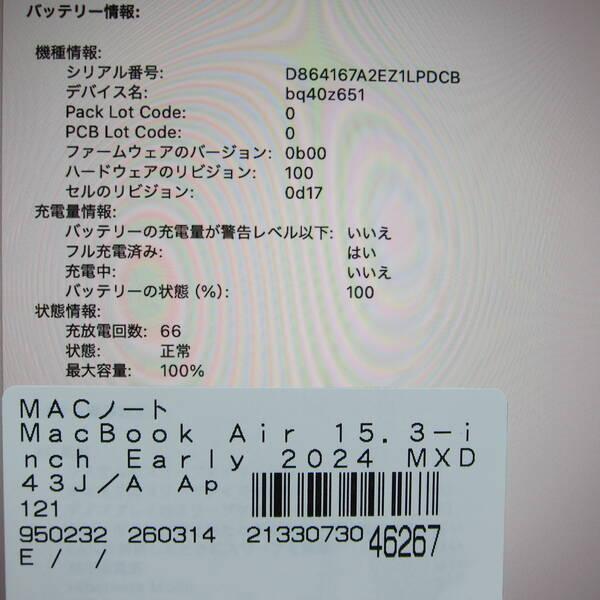 バッテリー情報:
機種情報:
シリアル番号: D864167A2EZ1LPDCB
デバイス名: bq40z651
Pack Lot Code: 0
PCB Lot Code: 0
ファームウェアのバージョン: 0b00
ハードウェアのリビジョン: 100
セルのリビジョン: 0d17
充電量情報:
バッテリーの充電量が警告レベル以下: いいえ
フル充電済み: はい
充電中: いいえ
バッテリーの状態 (%): 100
状態情報:
充放電回数: 66
状態: 正常
最大容量: 100%
MACノート
MacBook Air 15.3-i
nch Early 2024 MXD
43J/A Ap
121
950232 260314 21330730 46267
E / /